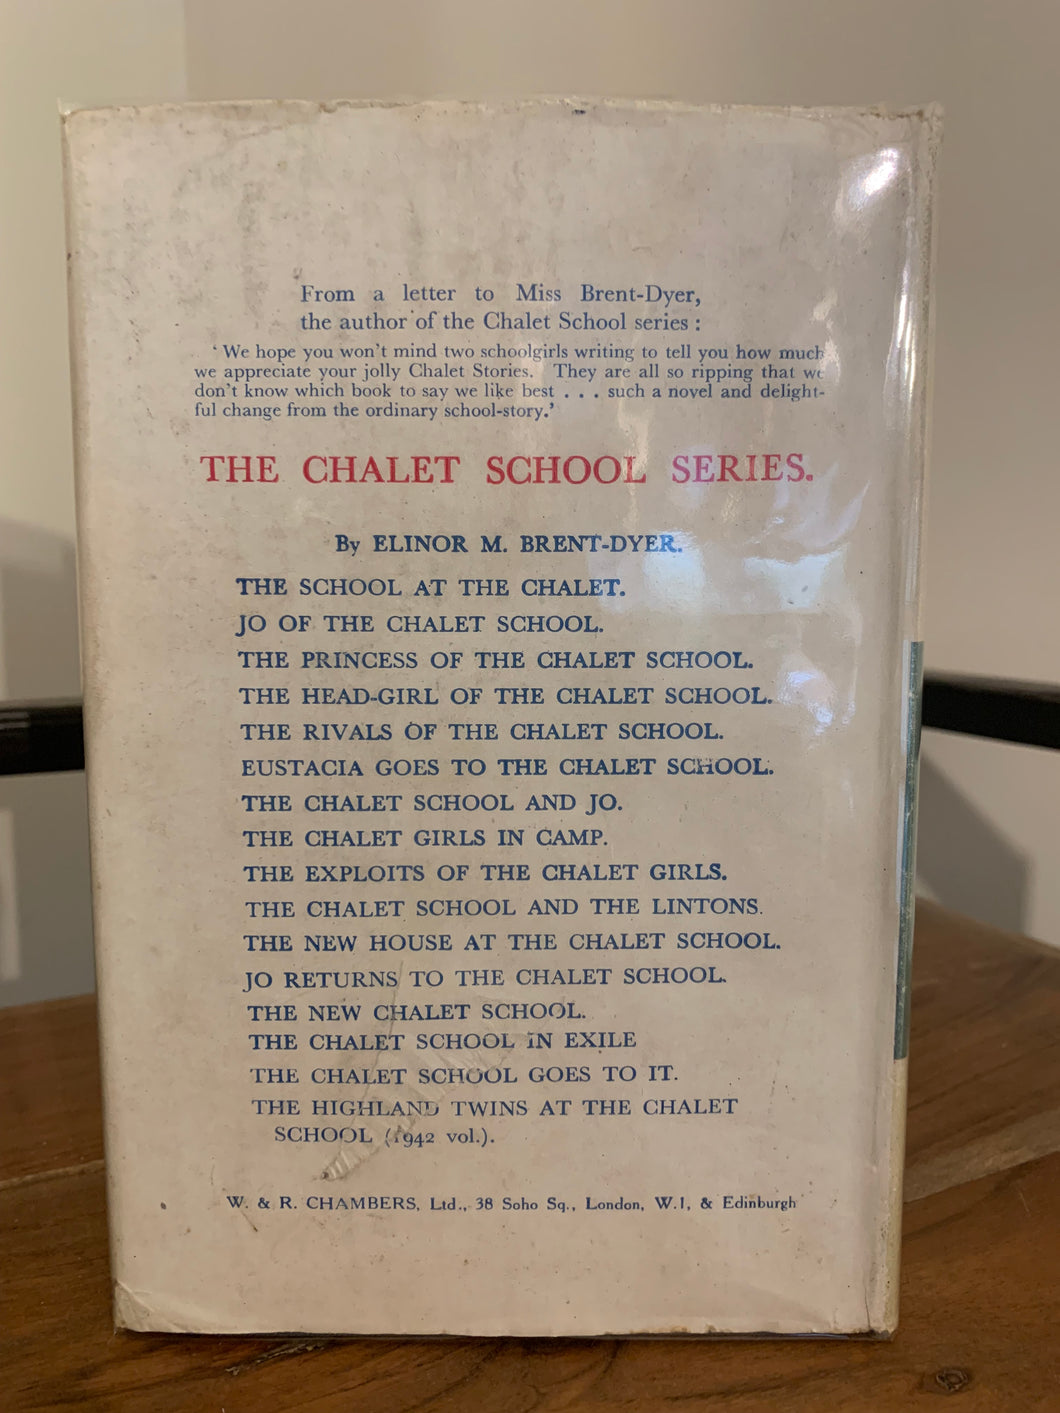 From a letter to Miss Brent-Dyer,
the author of the Chalet School series :
‘ We hope you won’t mind two schoolgirls writing to tell you how much
we appreciate your jolly Chalet Stories. They are all so ripping that we
don’t know which book to say we like best . . . such a novel and delight-
ful change from the ordinary school-story.’
THE CHALET SCHOOL SERIES.
By ELINOR M. BRENT-DYER.
THE SCHOOL AT THE CHALET.
JO OF THE CHALET SCHOOL.
THE PRINCESS OF THE CHALET SCHOOL.
THE HEAD-GIRL OF THE CHALET SCHOOL.
THE RIVALS OF THE CHALET SCHOOL.
EUSTACIA GOES TO THE CHALET SCHOOL.
THE CHALET SCHOOL AND JO.
THE CHALET GIRLS IN CAMP.
THE EXPLOITS OF THE CHALET GIRLS.
THE CHALET SCHOOL AND THE LINTONS.
THE NEW HOUSE AT THE CHALET SCHOOL.
JO RETURNS TO THE CHALET SCHOOL.
THE NEW CHALET SCHOOL.
THE CHALET SCHOOL IN EXILE
THE CHALET SCHOOL GOES TO IT.
THE HIGHLAND TWINS AT THE CHALET
SCHOOL (1942 vol.).
W. & R. CHAMBERS, Ltd., 38 Soho Sq., London, W.1, & Edinburgh